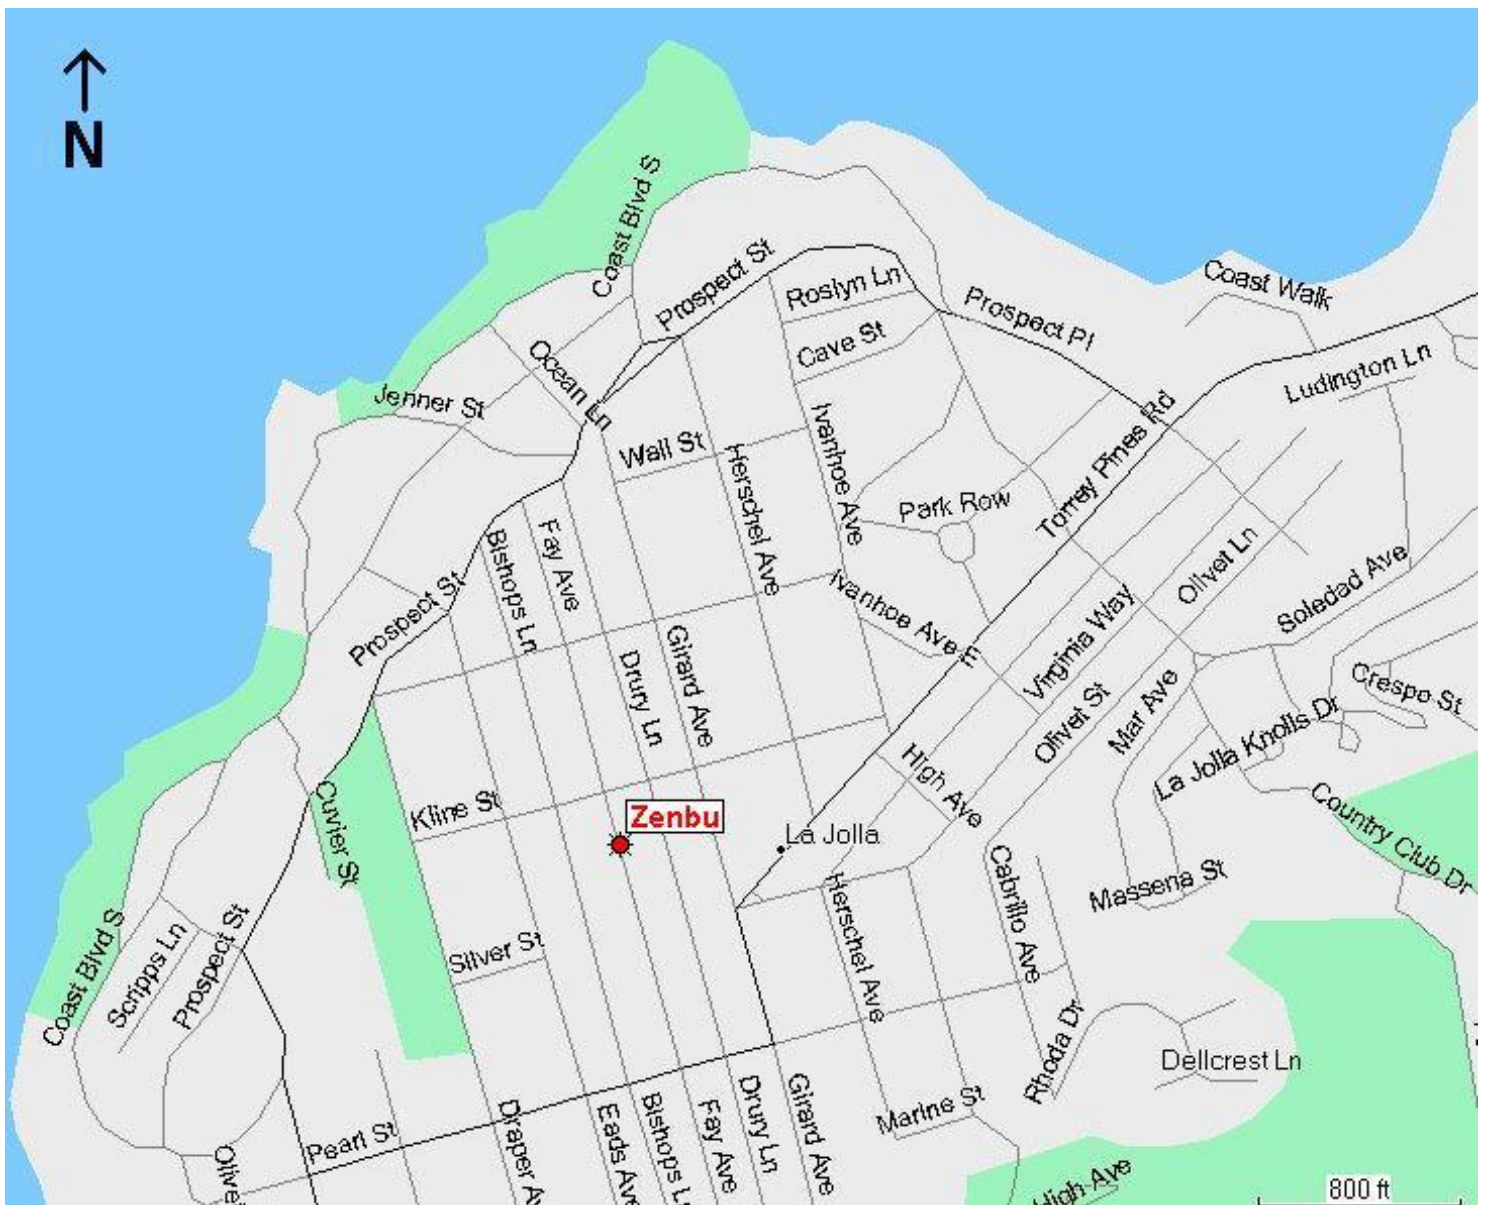 N
Coast Blvd S
Prospect St
Roslyn Ln
Coast Walk
Prospect Pl
Cave St
Ocean Ln
Ludington Ln
Jenner St
Wall St
Ivanhoe Ave
Torrey Pines Rd
Herschel Ave
Park Row
Fay Ave
Bishops Ln
Olivet Ln
Soledad Ave
Prospect St
Ivanhoe Ave E
Virginia Way
Girard Ave
Drury Ln
Crespo St
Olivet St
Mar Ave
La Jolla Knolls Dr
High Ave
Kline St
Cuvier St
Zenbu
La Jolla
Country Club Dr
Cabrillo Ave
Massena St
Herschel Ave
Silver St
Prospect St
Scripps Ln
Coast Blvd S
Rhoda Dr
Dellcrest Ln
Marine St
Pearl St
Draper Av
Eads Ave
Bishops L
Fay Ave
Drury Ln
Girard Ave
Olive
High Ave
800 ft